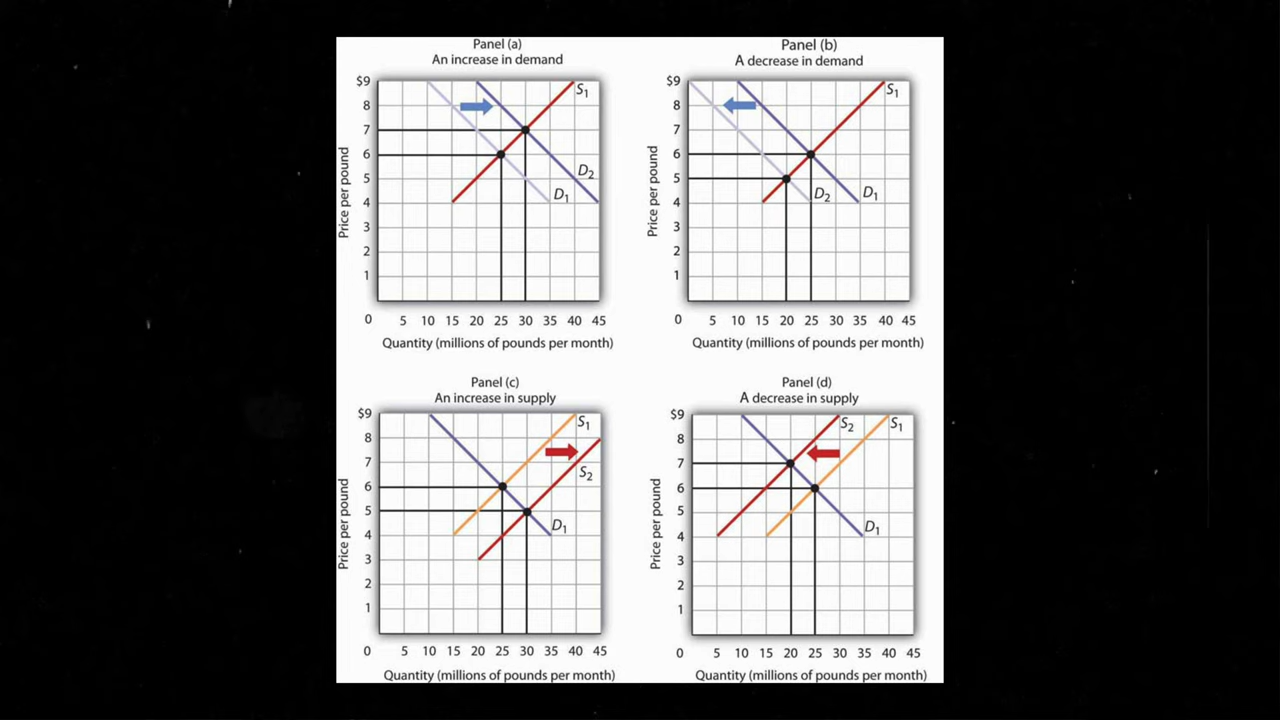 Panel (a)
An increase in demand
$9
8
7
6
5
4
3
2
1
0 5 10 15 20 25 30 35 40 45
Price per pound
Quantity (millions of pounds per month)
S1
D2
D1
Panel (b)
A decrease in demand
$9
8
7
6
5
4
3
2
1
0 5 10 15 20 25 30 35 40 45
Price per pound
Quantity (millions of pounds per month)
S1
D2
D1
Panel (c)
An increase in supply
$9
8
7
6
5
4
3
2
1
0 5 10 15 20 25 30 35 40 45
Price per pound
Quantity (millions of pounds per month)
S1
S2
D1
Panel (d)
A decrease in supply
$9
8
7
6
5
4
3
2
1
0 5 10 15 20 25 30 35 40 45
Price per pound
Quantity (millions of pounds per month)
S2
S1
D1